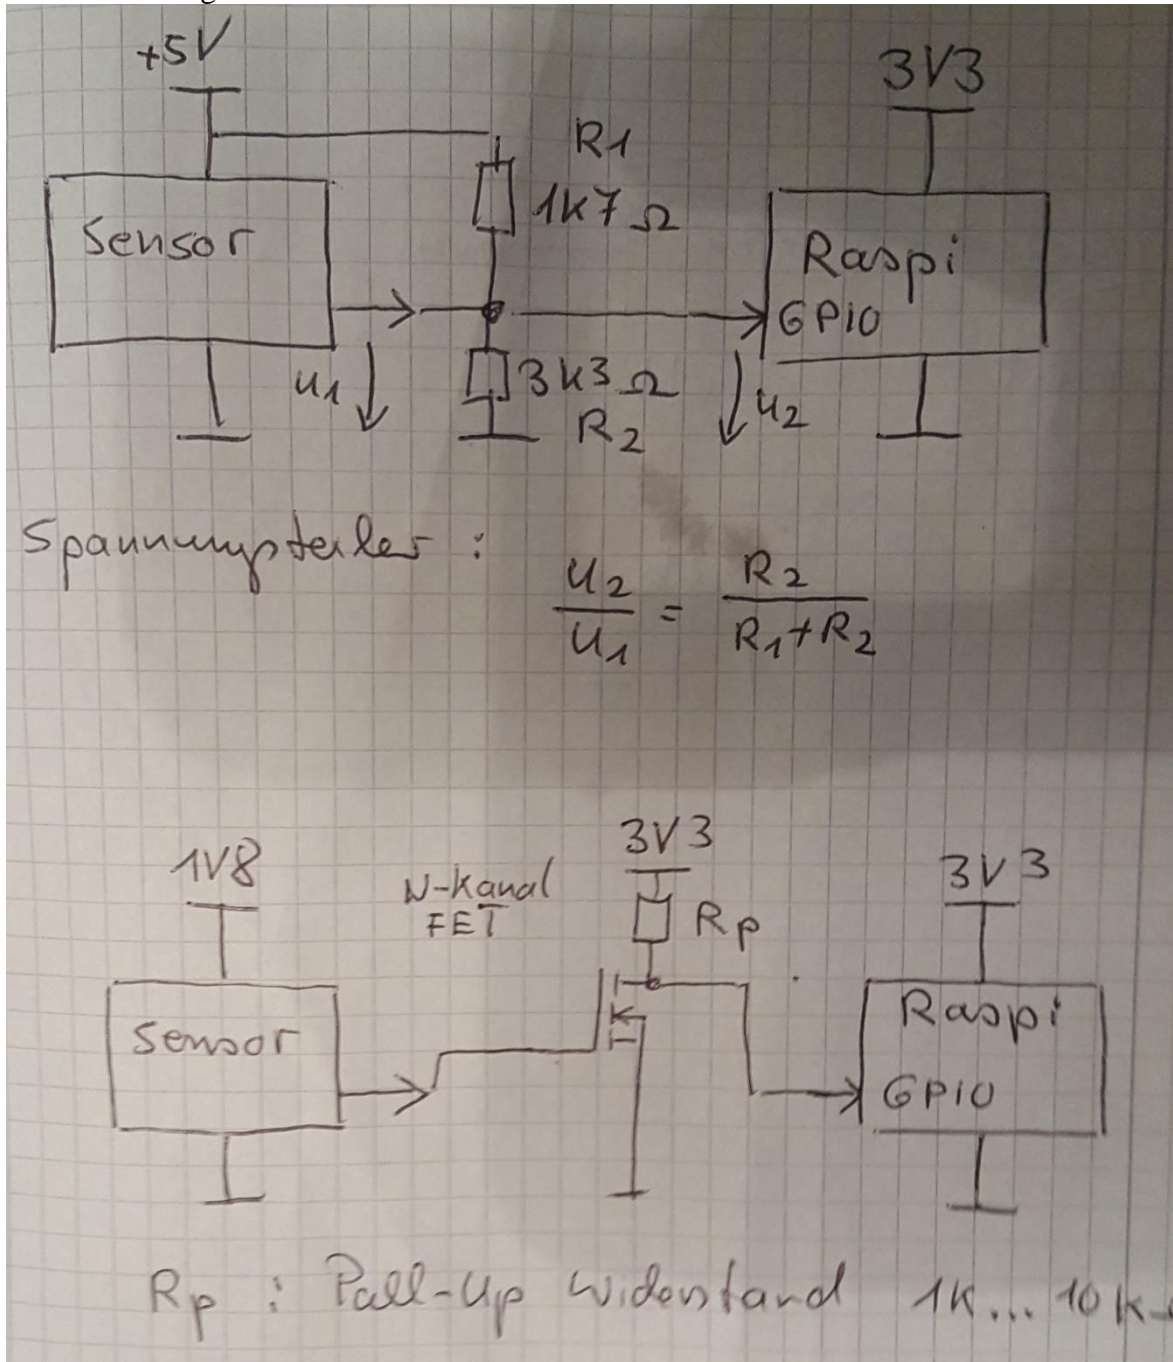 +5V
3V3
R1
1K7 Ω
Sensor
Raspi
GPIO
U1
3K3 Ω
R2
U2
Spannungsteiler :
U2 / U1 = R2 / R1+R2
1V8
N-Kanal
FET
3V3
Rp
3V3
Sensor
Raspi
GPIO
Rp : Pull-Up Widerstand 1K... 10K